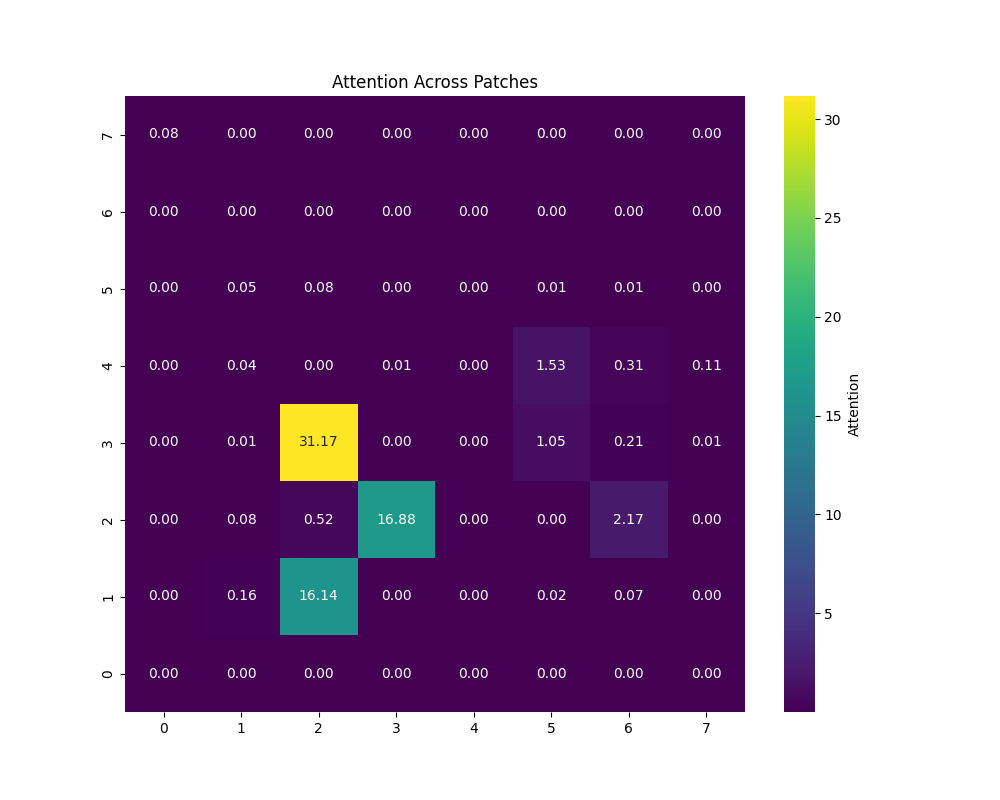 Attention Across Patches
7 0.08 0.00 0.00 0.00 0.00 0.00 0.00 0.00
6 0.00 0.00 0.00 0.00 0.00 0.00 0.00 0.00
5 0.00 0.05 0.08 0.00 0.00 0.01 0.01 0.00
4 0.00 0.04 0.00 0.01 0.00 1.53 0.31 0.11
3 0.00 0.01 31.17 0.00 0.00 1.05 0.21 0.01
2 0.00 0.08 0.52 16.88 0.00 0.00 2.17 0.00
1 0.00 0.16 16.14 0.00 0.00 0.02 0.07 0.00
0 0.00 0.00 0.00 0.00 0.00 0.00 0.00 0.00
0 1 2 3 4 5 6 7
30
25
20
15
10
5
Attention